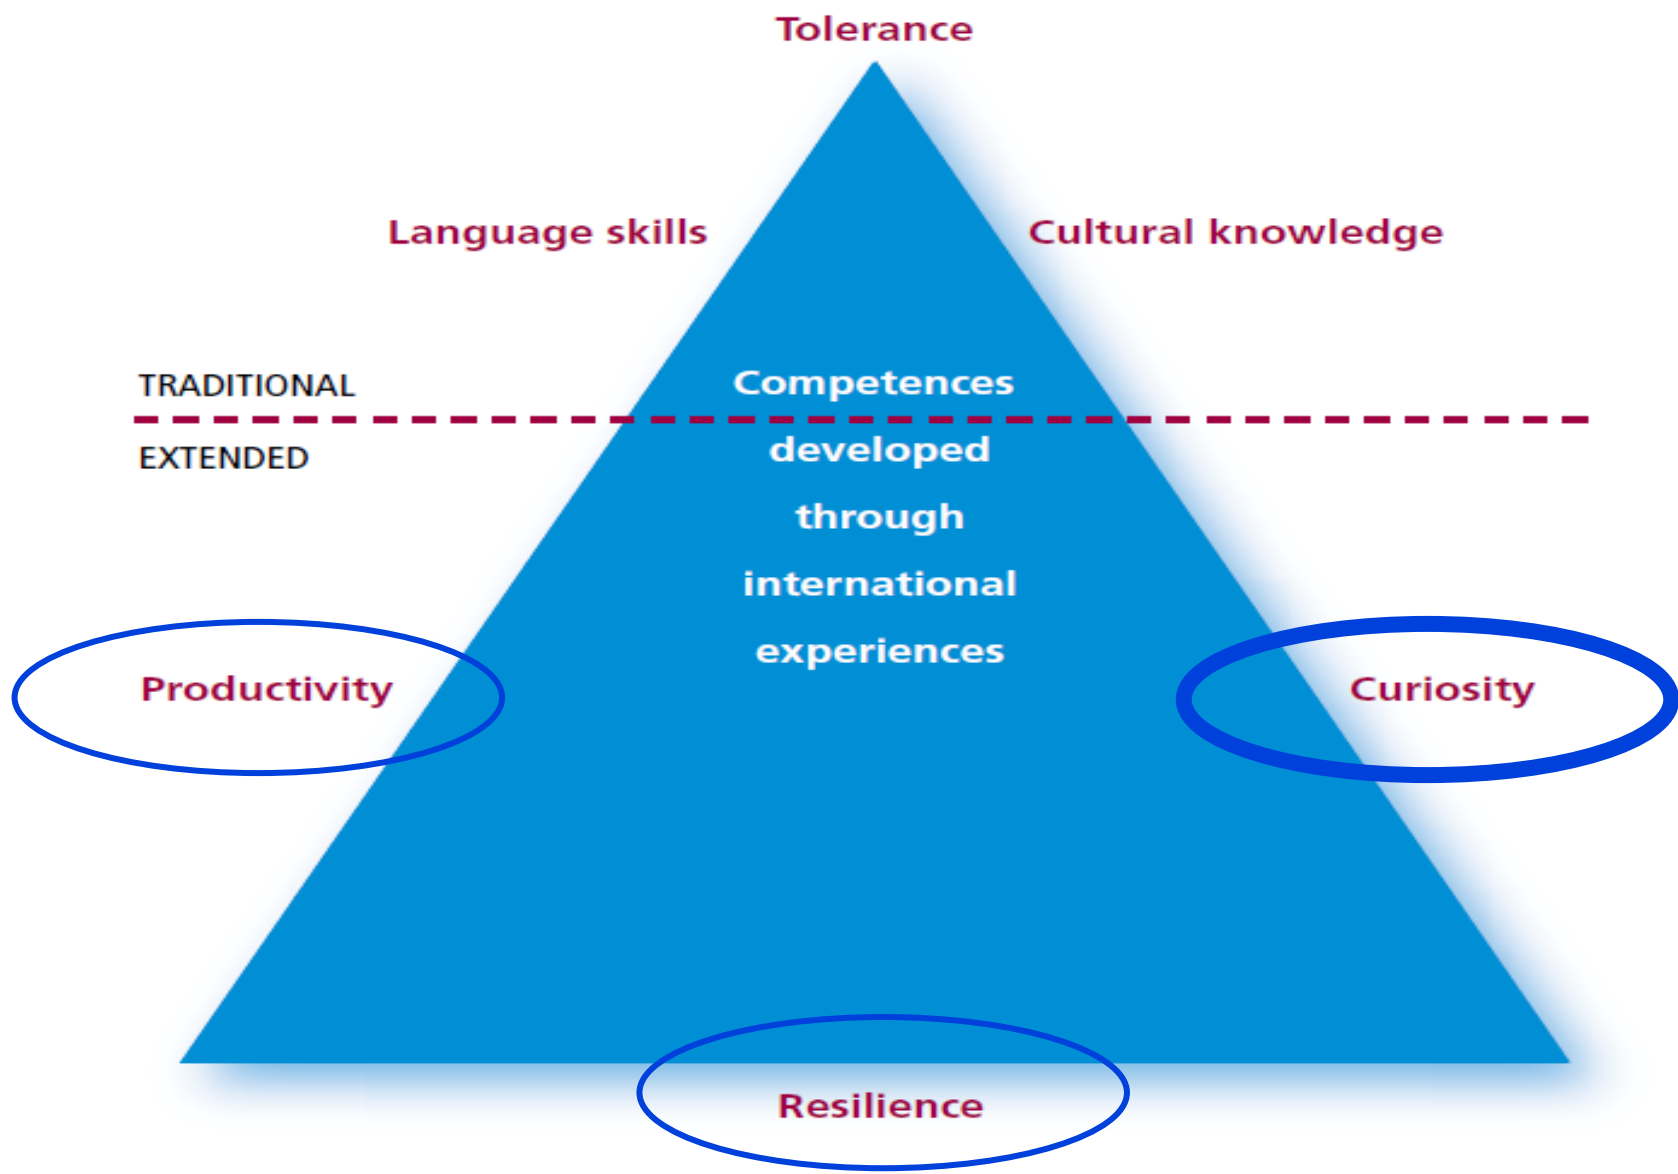 Tolerance
Language skills
Cultural knowledge
TRADITIONAL
Competences
EXTENDED
developed
through
international
experiences
Productivity
Curiosity
Resilience